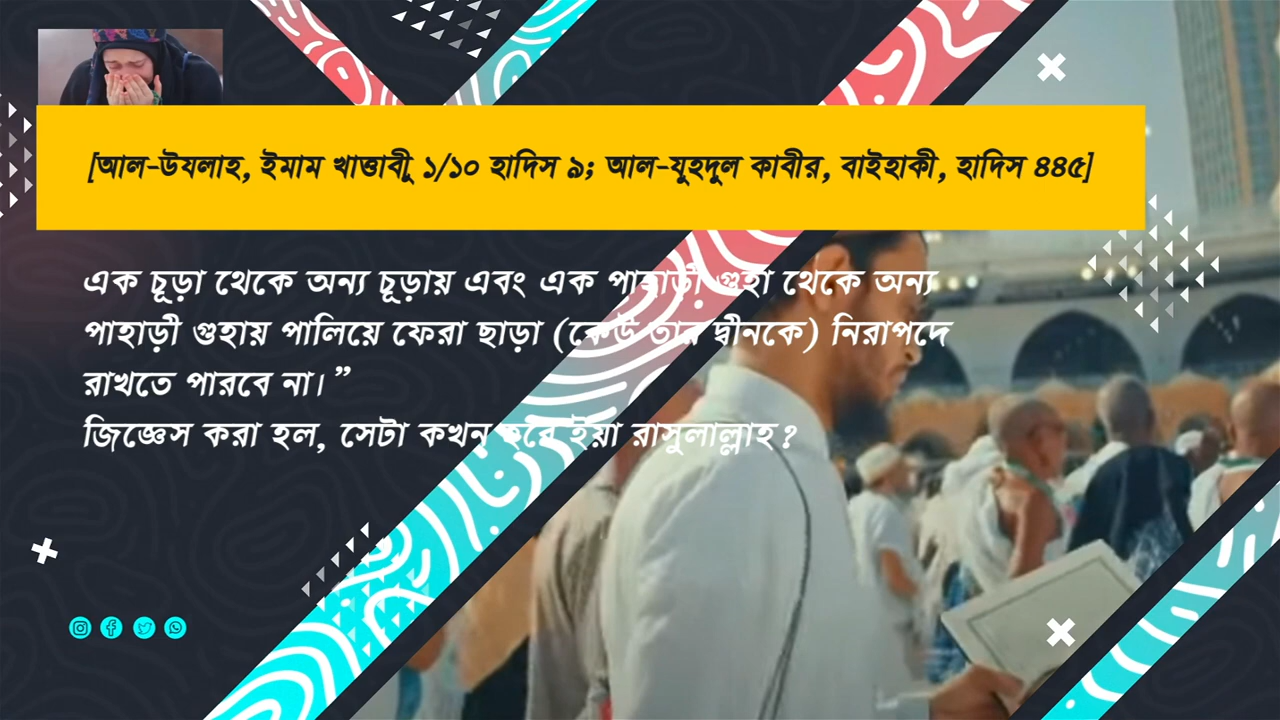 [আল-উযলাহ, ইমাম খাত্তাবী, ১/১০ হাদিস ৯; আল-যুহদুল কাবীর, বাইহাকী, হাদিস ৪৪৫]
এক চূড়া থেকে অন্য চূড়ায় এবং এক পাহাড়ী গুহা থেকে অন্য
পাহাড়ী গুহায় পালিয়ে ফেরা ছাড়া (কেউ তার দ্বীনকে) নিরাপদে
রাখতে পারবে না।”
জিজ্ঞেস করা হল, সেটা কখন হবে ইয়া রাসুলাল্লাহ?